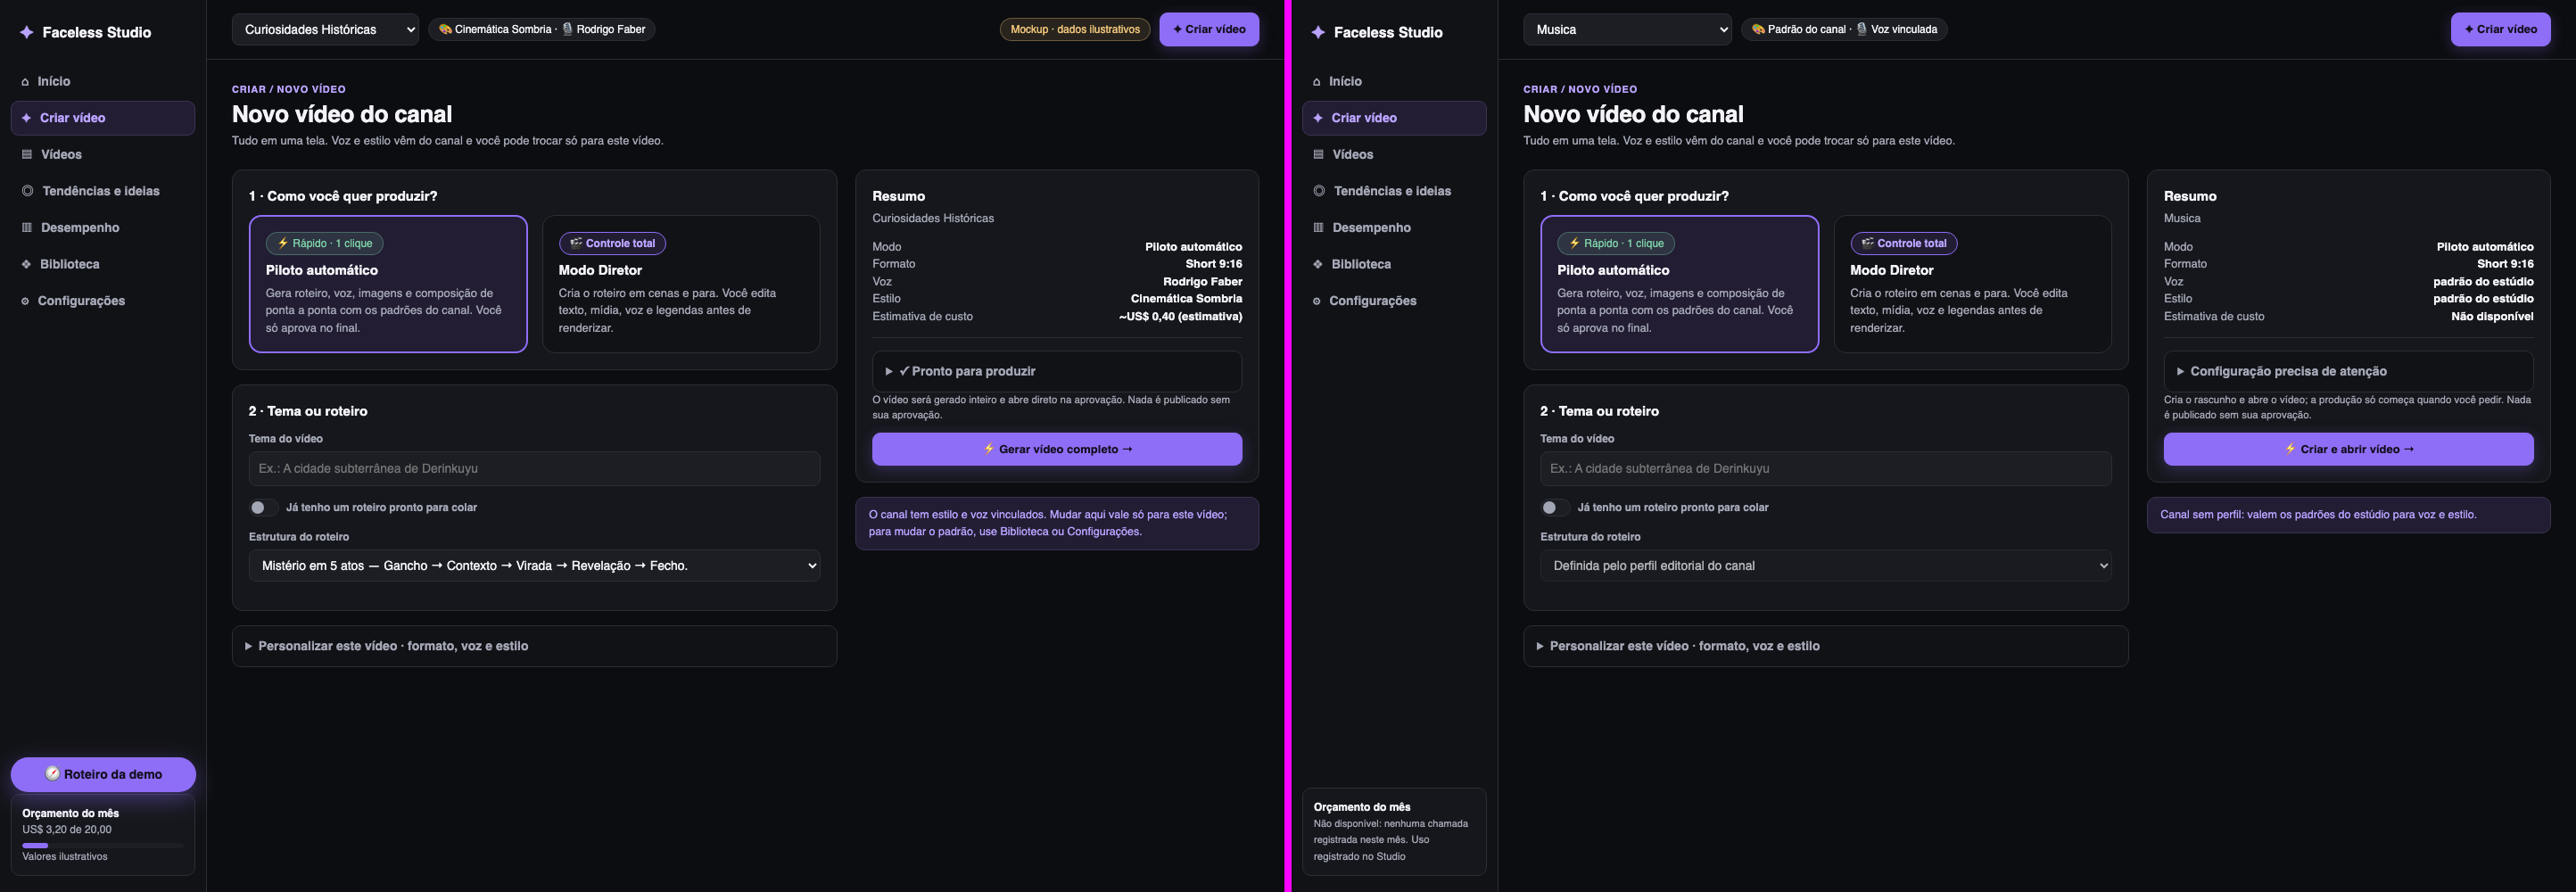 Faceless Studio
Início
Criar vídeo
Vídeos
Tendências e ideias
Desempenho
Biblioteca
Configurações
Roteiro da demo
Orçamento do mês
US$ 3,20 de 20,00
Valores ilustrativos
Curiosidades Históricas
Cinemática Sombria · Rodrigo Faber
Mockup · dados ilustrativos
Criar vídeo
CRIAR / NOVO VÍDEO
Novo vídeo do canal
Tudo em uma tela. Voz e estilo vêm do canal e você pode trocar só para este vídeo.
1 · Como você quer produzir?
Rápido · 1 clique
Piloto automático
Gera roteiro, voz, imagens e composição de
ponta a ponta com os padrões do canal. Você
só aprova no final.
Controle total
Modo Diretor
Cria o roteiro em cenas e para. Você edita
texto, mídia, voz e legendas antes de
renderizar.
2 · Tema ou roteiro
Tema do vídeo
Ex.: A cidade subterrânea de Derinkuyu
Já tenho um roteiro pronto para colar
Estrutura do roteiro
Mistério em 5 atos — Gancho → Contexto → Virada → Revelação → Fecho.
Personalizar este vídeo · formato, voz e estilo
Resumo
Curiosidades Históricas
Modo Piloto automático
Formato Short 9:16
Voz Rodrigo Faber
Estilo Cinemática Sombria
Estimativa de custo ~US$ 0,40 (estimativa)
✓ Pronto para produzir
O vídeo será gerado inteiro e abre direto na aprovação. Nada é publicado sem
sua aprovação.
Gerar vídeo completo →
O canal tem estilo e voz vinculados. Mudar aqui vale só para este vídeo;
para mudar o padrão, use Biblioteca ou Configurações.
Faceless Studio
Início
Criar vídeo
Vídeos
Tendências e ideias
Desempenho
Biblioteca
Configurações
Orçamento do mês
Não disponível: nenhuma chamada
registrada neste mês. Uso
registrado no Studio
Musica
Padrão do canal · Voz vinculada
Criar vídeo
CRIAR / NOVO VÍDEO
Novo vídeo do canal
Tudo em uma tela. Voz e estilo vêm do canal e você pode trocar só para este vídeo.
1 · Como você quer produzir?
Rápido · 1 clique
Piloto automático
Gera roteiro, voz, imagens e composição de
ponta a ponta com os padrões do canal. Você
só aprova no final.
Controle total
Modo Diretor
Cria o roteiro em cenas e para. Você edita
texto, mídia, voz e legendas antes de
renderizar.
2 · Tema ou roteiro
Tema do vídeo
Ex.: A cidade subterrânea de Derinkuyu
Já tenho um roteiro pronto para colar
Estrutura do roteiro
Definida pelo perfil editorial do canal
Personalizar este vídeo · formato, voz e estilo
Resumo
Musica
Modo Piloto automático
Formato Short 9:16
Voz padrão do estúdio
Estilo padrão do estúdio
Estimativa de custo Não disponível
Configuração precisa de atenção
Cria o rascunho e abre o vídeo; a produção só começa quando você pedir. Nada
é publicado sem sua aprovação.
Criar e abrir vídeo →
Canal sem perfil: valem os padrões do estúdio para voz e estilo.